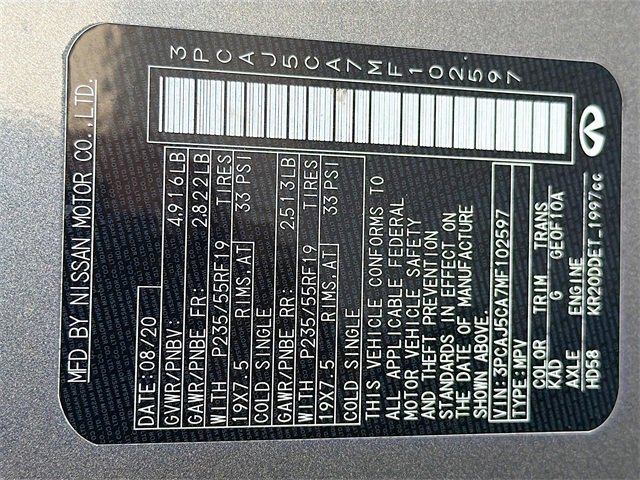 MFD BY NISSAN MOTOR CO., LTD.
3PCAJ5CA7MF102597
DATE:08/20
GVWR/PNBV: 4,916LB
GAWR/PNBE FR: 2,822LB
WITH P235/55RF19 TIRES
19X7.5 RIMS,AT 33 PSI
COLD SINGLE
GAWR/PNBE RR: 2,513LB
WITH P235/55RF19 TIRES
19X7.5 RIMS,AT 33 PSI
COLD SINGLE
THIS VEHICLE CONFORMS TO
ALL APPLICABLE FEDERAL
MOTOR VEHICLE SAFETY
AND THEFT PREVENTION
STANDARDS IN EFFECT ON
THE DATE OF MANUFACTURE
SHOWN ABOVE.
VIN:3PCAJ5CA7MF102597
TYPE:MPV
COLOR TRIM TRANS
KAD G GE0F10A
AXLE ENGINE
HD58 KR20DDET 1997cc